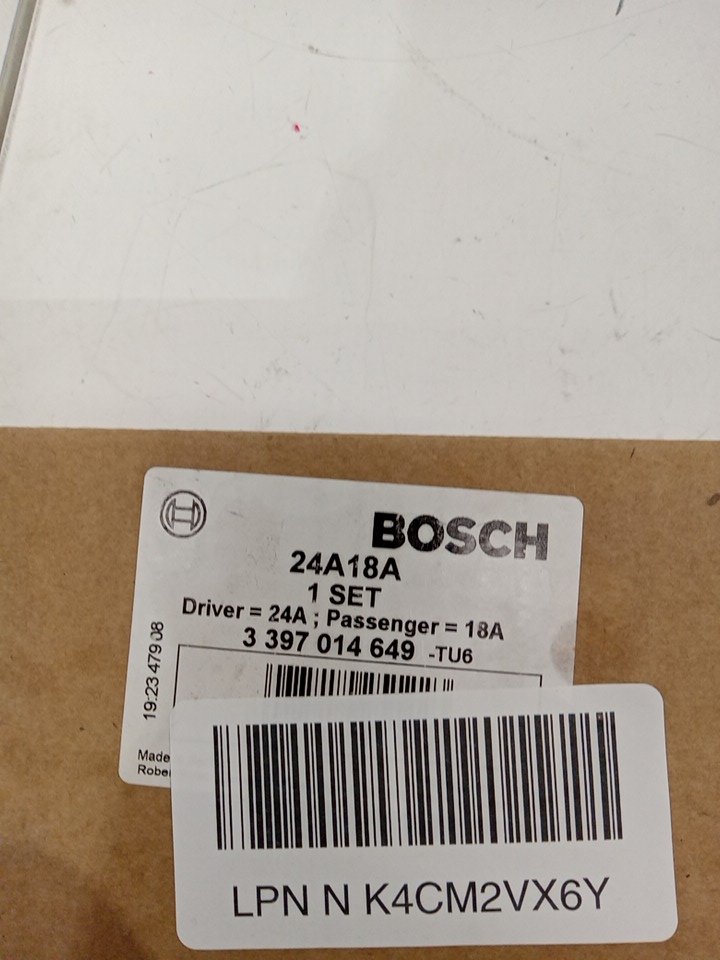 BOSCH
24A18A
1 SET
Driver = 24A ; Passenger = 18A
3 397 014 649 -TU6
19:23 479 08
Made
LPN N K4CM2VX6Y